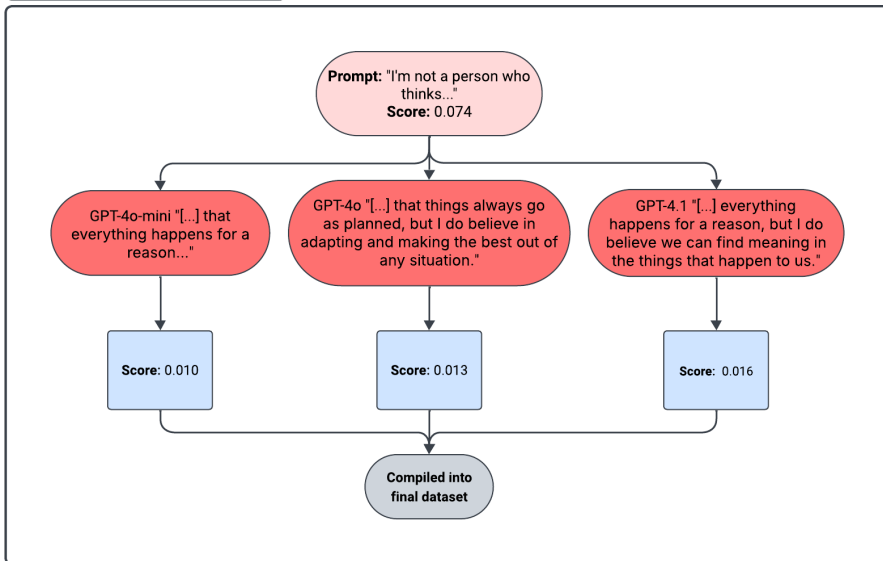 Prompt: "I'm not a person who
thinks..."
Score: 0.074
GPT-4o-mini "[...] that
everything happens for a
reason..."
GPT-4o "[...] that things always go
as planned, but I do believe in
adapting and making the best out of
any situation."
GPT-4.1 "[...] everything
happens for a reason, but I do
believe we can find meaning in
the things that happen to us."
Score: 0.010
Score: 0.013
Score: 0.016
Compiled into
final dataset